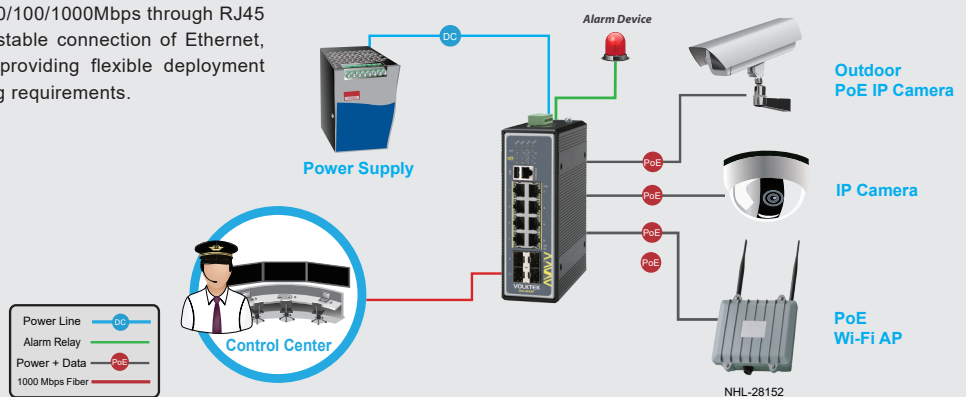 0/100/1000Mbps through RJ45
stable connection of Ethernet,
providing flexible deployment
g requirements.
DC
Alarm Device
Power Supply
Outdoor
PoE IP Camera
PoE
PoE
IP Camera
PoE
PoE
VOLKTEK
Control Center
PoE
Wi-Fi AP
NHL-28152
Power Line DC
Alarm Relay
Power + Data PoE
1000 Mbps Fiber